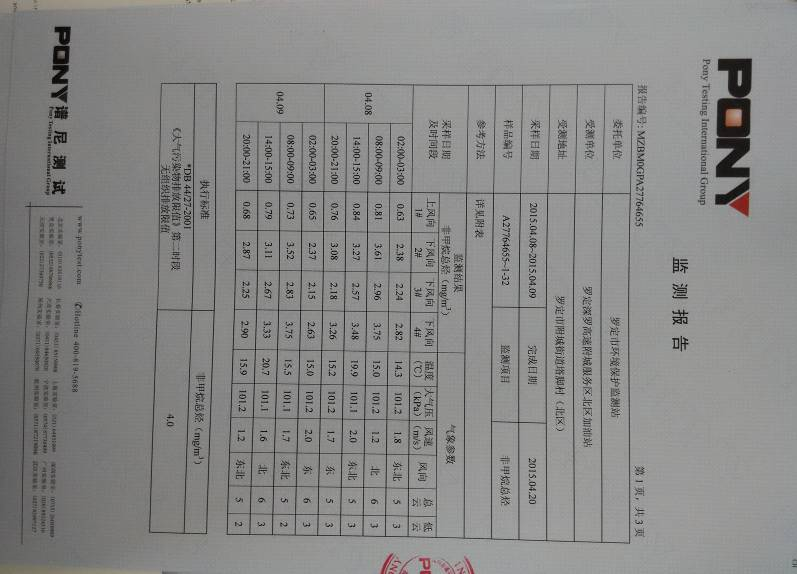 PONY
Pony Testing International Group
监测报告
报告编号: MZBM0GPA27764655
第 1 页，共 3 页
委托单位 罗定市环境保护监测站
受测单位 罗定深罗高速附城服务区北区加油站
受测地址 罗定市附城街道塔脚村（北区）
采样日期 2015.04.08~2015.04.09 完成日期 2015.04.20
样品编号 A27764655-1-32 监测项目 非甲烷总烃
参考方法 详见附表
采样日期及时间段 监测结果 气象参数
非甲烷总烃 (mg/m³)
上风向1# 下风向2# 下风向3# 下风向4# 温度(℃) 大气压(kPa) 风速(m/s) 风向 总云 低云
04.08
02:00-03:00 0.63 2.38 2.24 2.82 14.3 101.2 1.8 东北 5 3
08:00-09:00 0.81 3.61 2.96 3.75 15.0 101.2 1.2 北 6 3
14:00-15:00 0.84 3.27 2.57 3.48 19.9 101.1 2.0 东北 5 3
20:00-21:00 0.76 3.08 2.18 3.26 15.2 101.2 1.7 东 5 3
04.09
02:00-03:00 0.65 2.37 2.15 2.63 15.0 101.2 2.0 东 6 3
08:00-09:00 0.73 3.52 2.83 3.75 15.5 101.1 1.7 东北 5 2
14:00-15:00 0.79 3.11 2.67 3.33 20.7 101.1 1.6 北 6 3
20:00-21:00 0.68 2.87 2.25 2.90 15.9 101.2 1.2 东北 5 2
执行标准 非甲烷总烃 (mg/m³)
*DB 44/27-2001
《大气污染物排放限值》第二时段
无组织排放限值
4.0
PONY 谱尼测试
Pony Testing International Group
www.ponytest.com
Hotline 400-819-5688